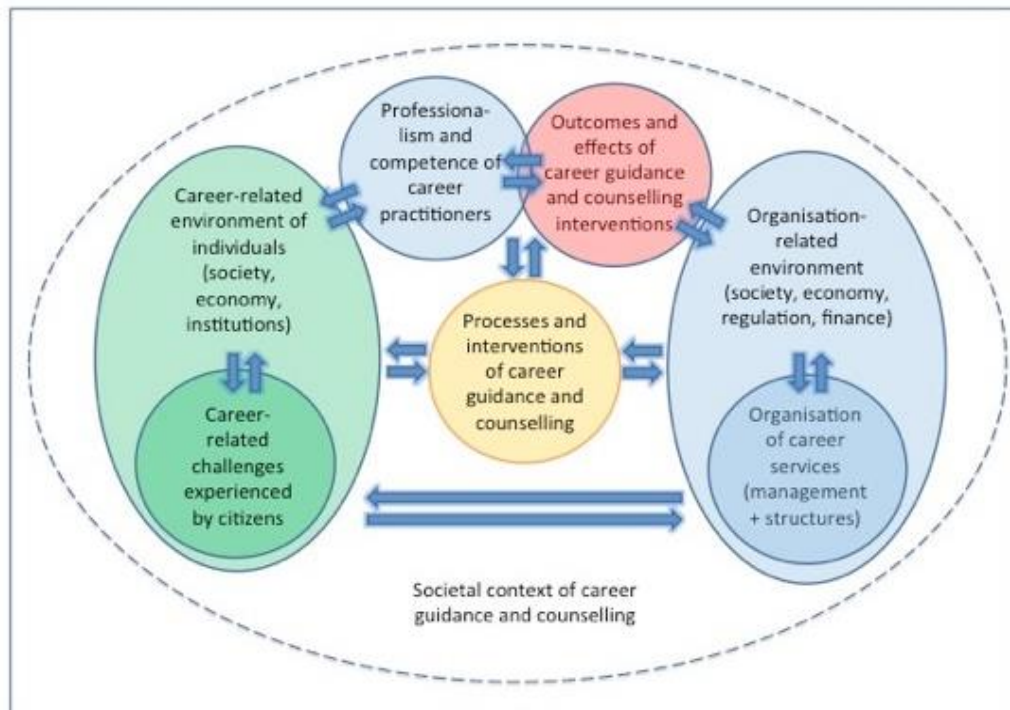 Professiona-
lism and
competence of
career
practitioners
Outcomes and
effects of
career guidance
and counselling
interventions
Career-related
environment of
individuals
(society,
economy,
institutions)
Organisation-
related
environment
(society, economy,
regulation, finance)
Processes and
interventions
of career
guidance and
counselling
Career-
related
challenges
experienced
by citizens
Organisation
of career
services
(management
+ structures)
Societal context of career
guidance and counselling